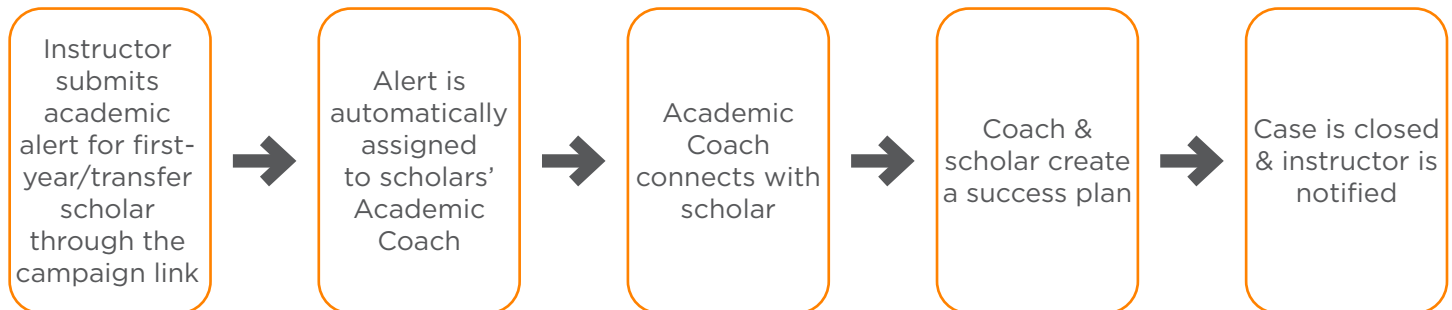 Instructor
submits
academic
alert for first-
year/transfer
scholar
through the
campaign link
Alert is
automatically
assigned
to scholars’
Academic
Coach
Academic
Coach
connects with
scholar
Coach &
scholar create
a success plan
Case is closed
& instructor is
notified